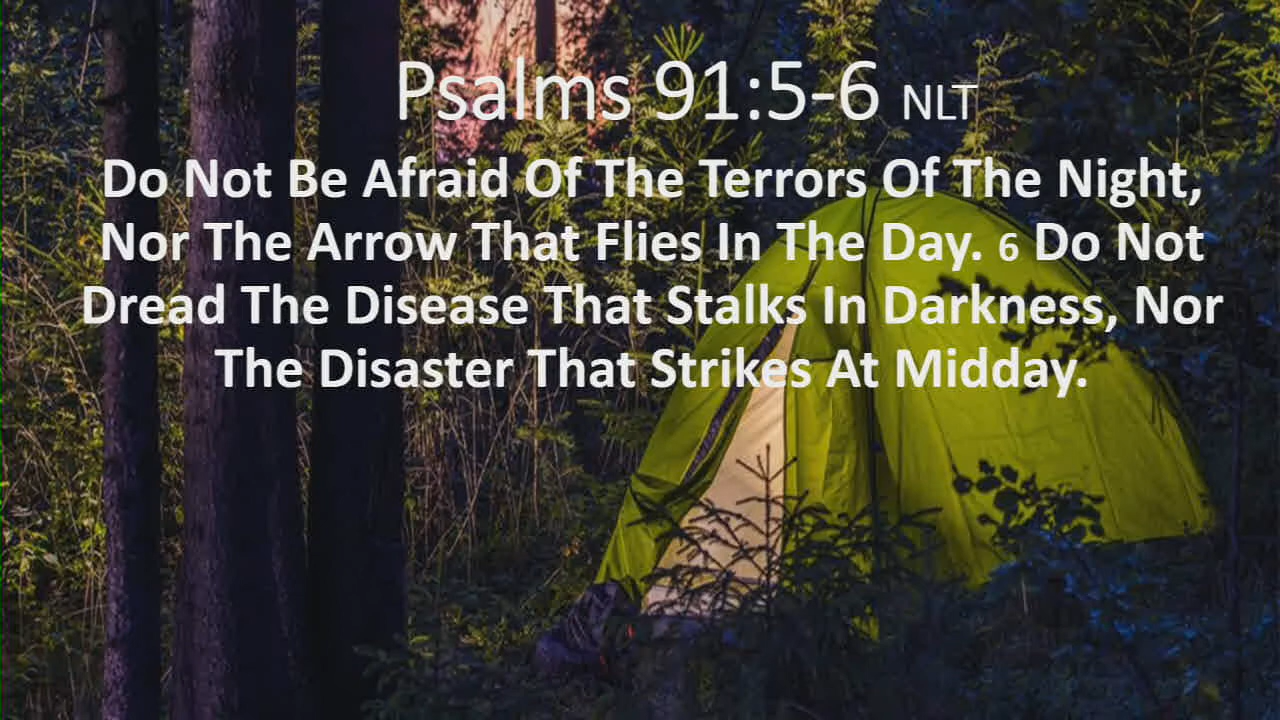 Psalms 91:5-6 NLT
Do Not Be Afraid Of The Terrors Of The Night,
Nor The Arrow That Flies In The Day. 6 Do Not
Dread The Disease That Stalks In Darkness, Nor
The Disaster That Strikes At Midday.